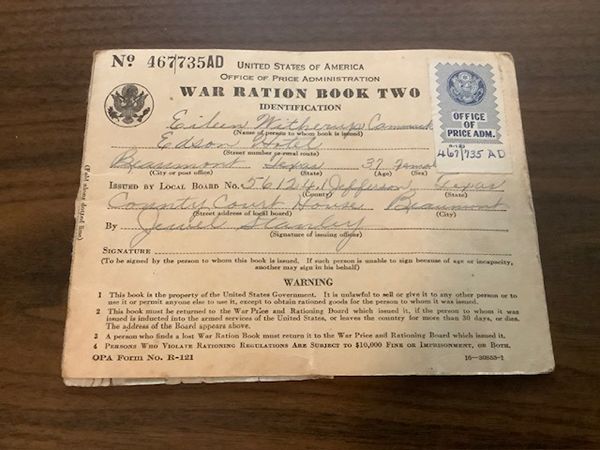 Nº 467735AD
UNITED STATES OF AMERICA
OFFICE OF PRICE ADMINISTRATION
WAR RATION BOOK TWO
IDENTIFICATION
OFFICE
OF
PRICE ADM.
467735 AD
Eileen Witherup Cammack
(Name of person to whom book is issued)
Edson Hotel
(Street number or rural route)
Beaumont Texas 37 Female
(City or post office) (State) (Age) (Sex)
ISSUED BY LOCAL BOARD No. 5612 4.1 Jefferson Texas
(County) (State)
County Court House Beaumont
(Street address of local board) (City)
By Jewel Stanley
(Signature of issuing officer)
SIGNATURE
(To be signed by the person to whom this book is issued. If such person is unable to sign because of age or incapacity,
another may sign in his behalf)
WARNING
1 This book is the property of the United States Government. It is unlawful to sell or give it to any other person or to
use it or permit anyone else to use it, except to obtain rationed goods for the person to whom it was issued.
2 This book must be returned to the War Price and Rationing Board which issued it, if the person to whom it was
issued is inducted into the armed services of the United States, or leaves the country for more than 30 days, or dies.
The address of the Board appears above.
3 A person who finds a lost War Ration Book must return it to the War Price and Rationing Board which issued it.
4 PERSONS WHO VIOLATE RATIONING REGULATIONS ARE SUBJECT TO $10,000 FINE OR IMPRISONMENT, OR BOTH.
OPA FORM No. R-121
16—30853-1